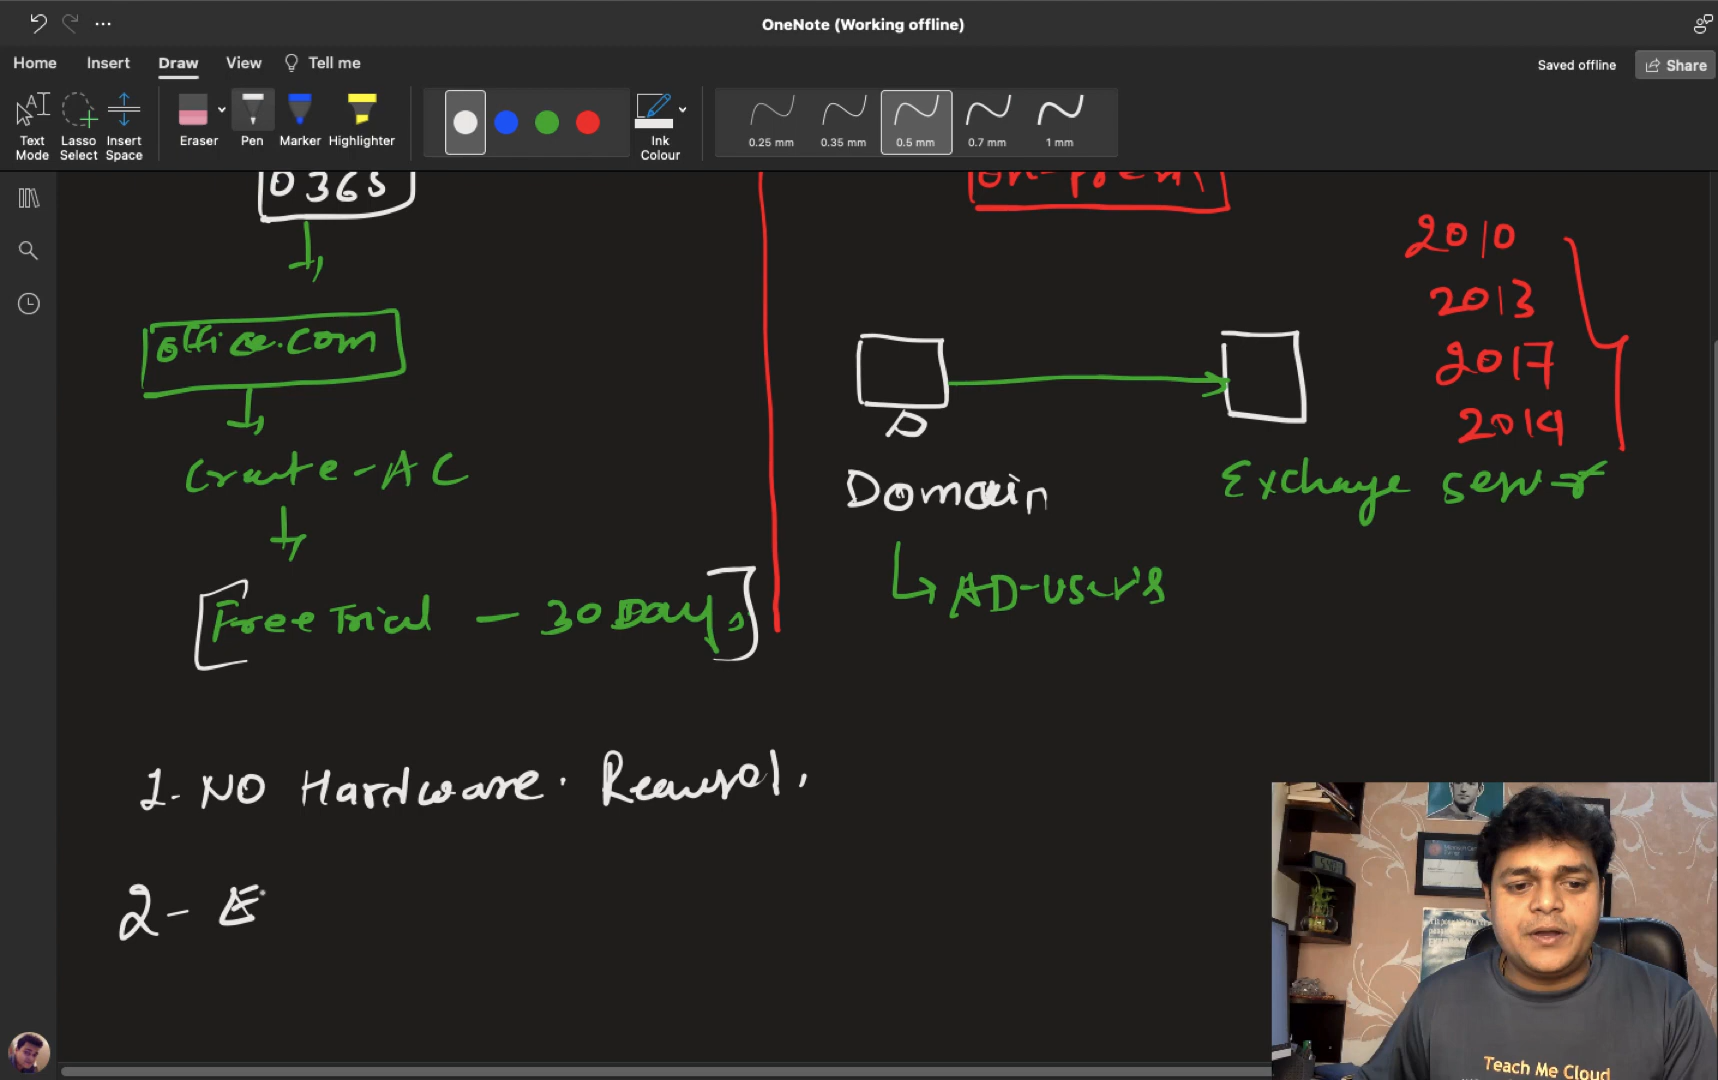 OneNote (Working offline)
Home Insert Draw View Tell me
Saved offline Share
Text Mode
Lasso Select
Insert Space
Eraser
Pen
Marker
Highlighter
Ink Colour
0.25 mm
0.35 mm
0.5 mm
0.7 mm
1 mm
O365
office.com
Create-AC
Free Trial - 30 Days
on-prem
2010
2013
2017
2019
Domain
Exchange server
AD-user's
1- NO Hardware.
2- E
Teach Me Cloud